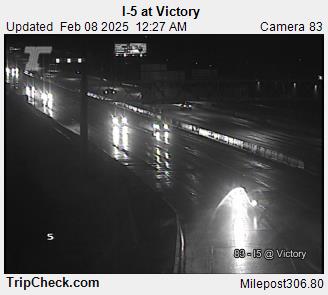 I-5 at Victory
Updated Feb 08 2025 12:27 AM
Camera 83
T
S
83 - I5 @ Victory
TripCheck.com
Milepost306.80